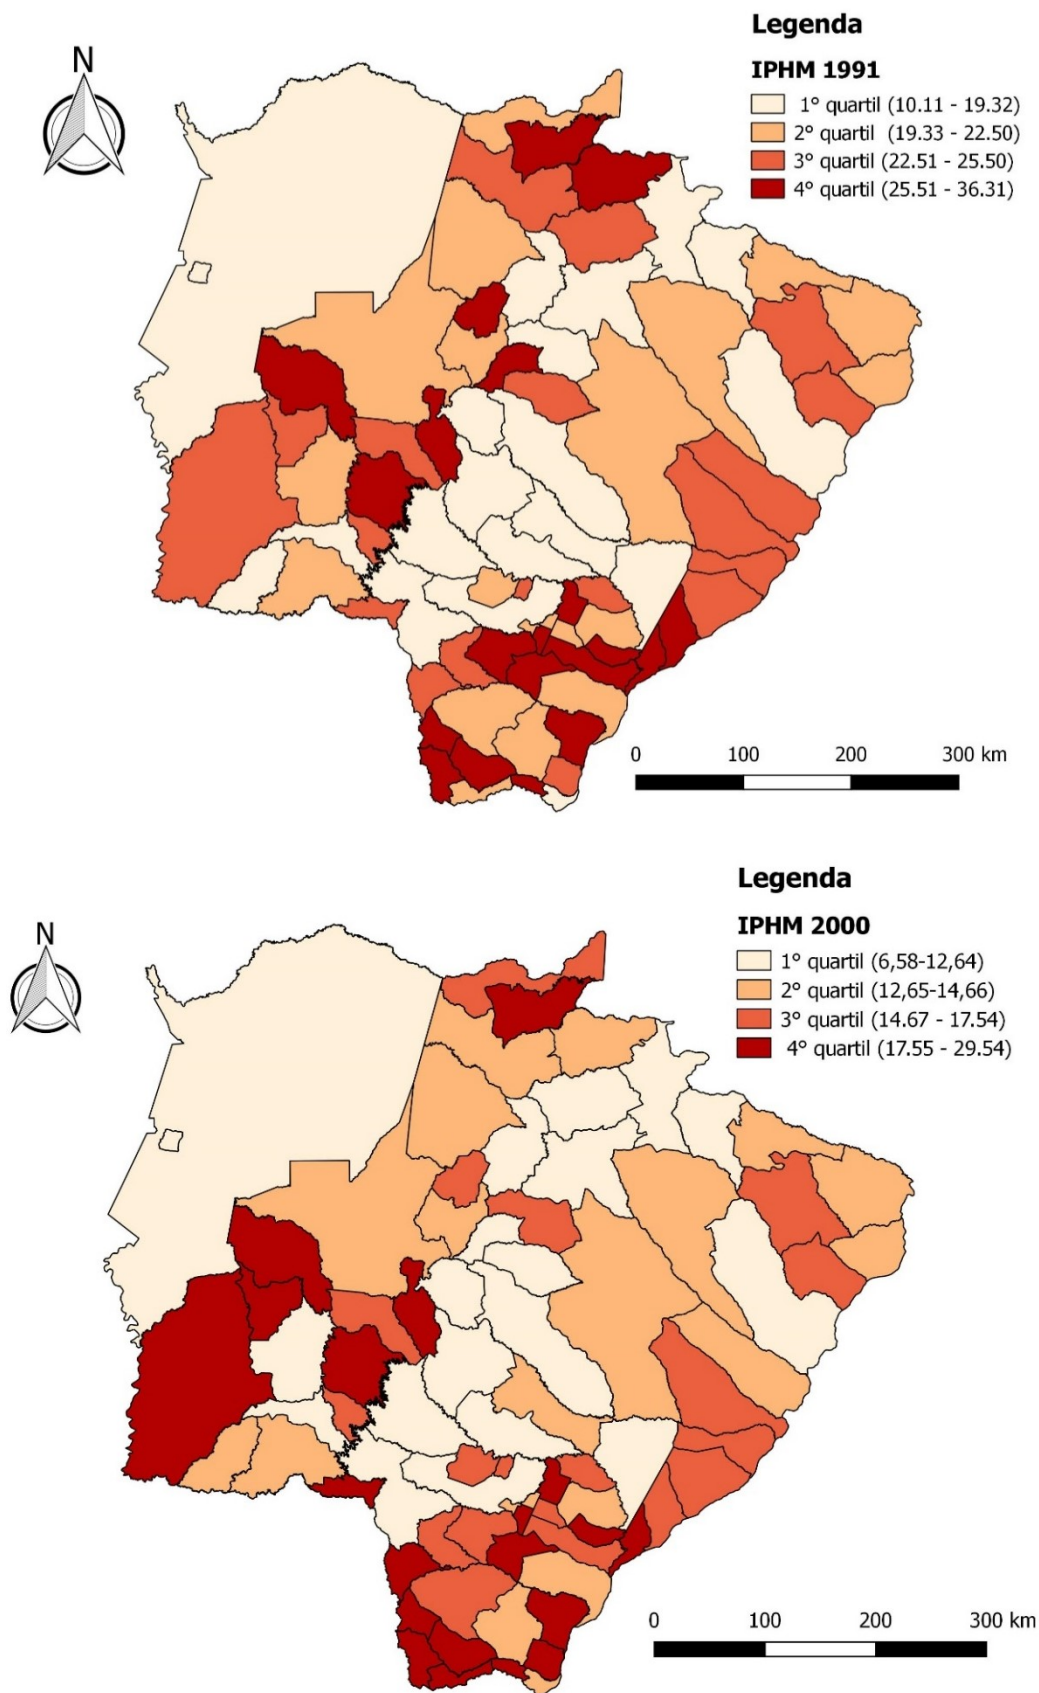 Legenda
N
IPHM 1991
1° quartil (10.11 - 19.32)
2° quartil (19.33 - 22.50)
3° quartil (22.51 - 25.50)
4° quartil (25.51 - 36.31)
0 100 200 300 km
Legenda
N
IPHM 2000
1° quartil (6,58-12,64)
2° quartil (12,65-14,66)
3° quartil (14.67 - 17.54)
4° quartil (17.55 - 29.54)
0 100 200 300 km